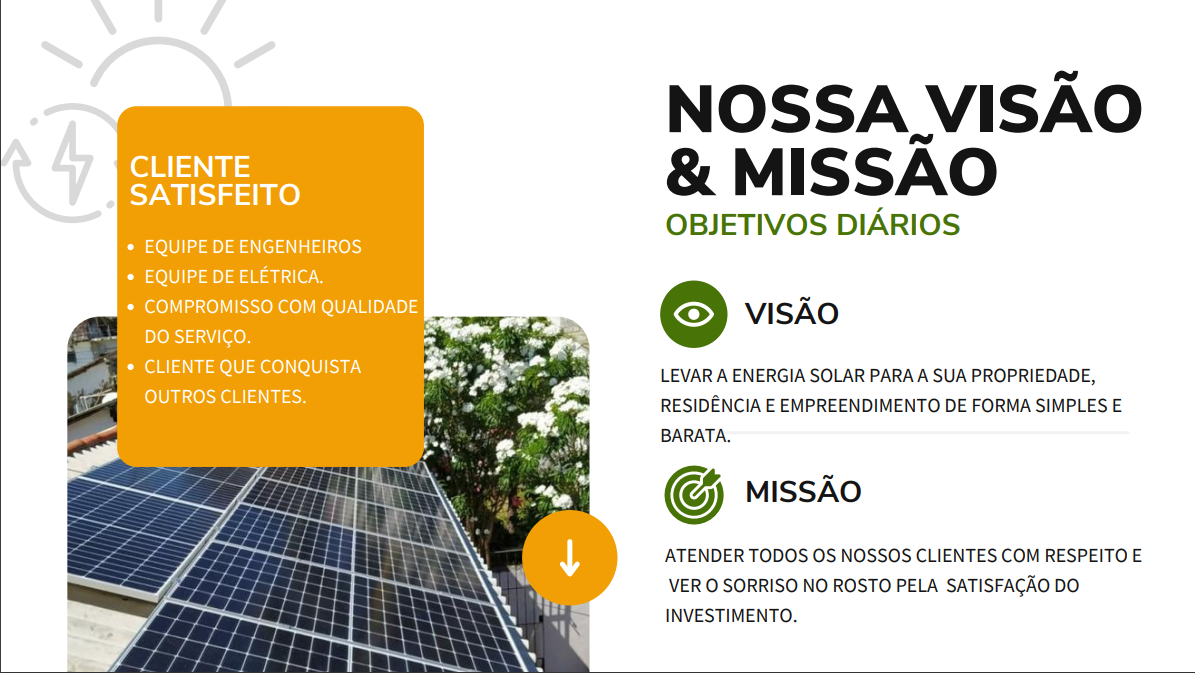 CLIENTE
SATISFEITO
• EQUIPE DE ENGENHEIROS
• EQUIPE DE ELÉTRICA.
• COMPROMISSO COM QUALIDADE
DO SERVIÇO.
• CLIENTE QUE CONQUISTA
OUTROS CLIENTES.
NOSSA VISÃO
& MISSÃO
OBJETIVOS DIÁRIOS
VISÃO
LEVAR A ENERGIA SOLAR PARA A SUA PROPRIEDADE,
RESIDÊNCIA E EMPREENDIMENTO DE FORMA SIMPLES E
BARATA.
MISSÃO
ATENDER TODOS OS NOSSOS CLIENTES COM RESPEITO E
VER O SORRISO NO ROSTO PELA SATISFAÇÃO DO
INVESTIMENTO.